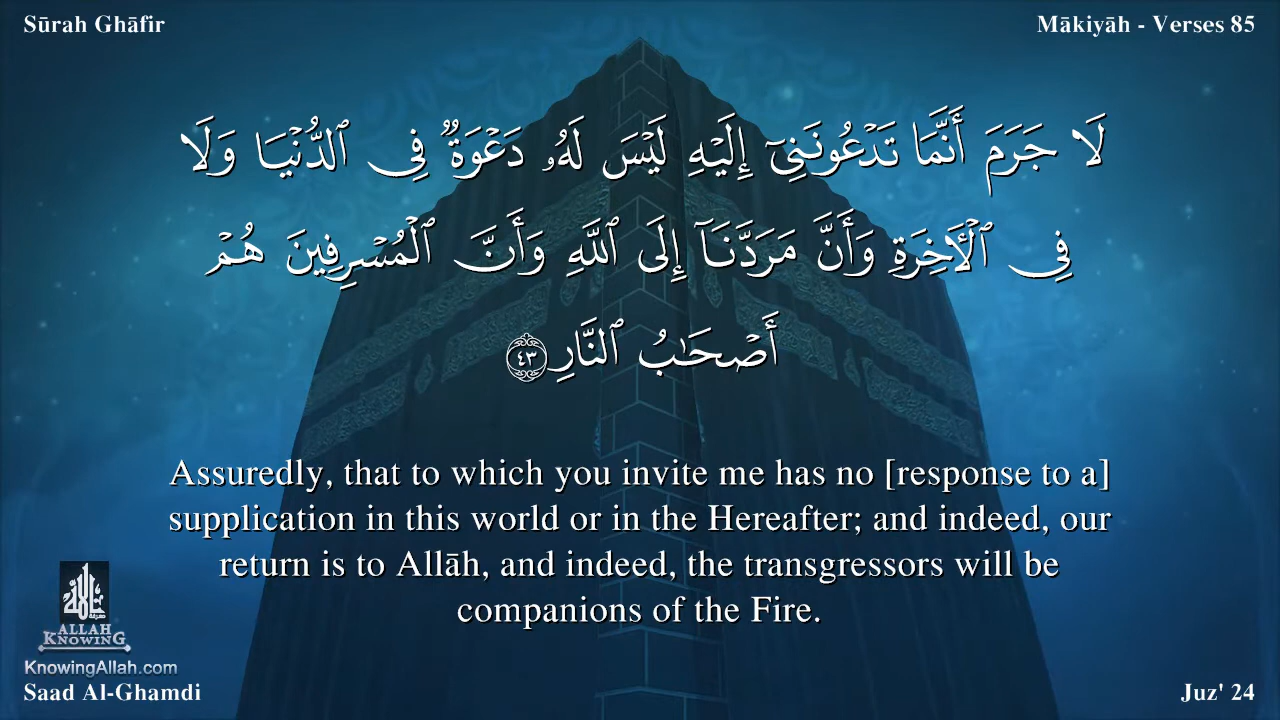 Sūrah Ghāfir
Mākiyāh - Verses 85
لَا جَرَمَ أَنَّمَا تَدْعُونَنِىٓ إِلَيْهِ لَيْسَ لَهُۥ دَعْوَةٌ فِى ٱلدُّنْيَا وَلَا
فِى ٱلْـَٔاخِرَةِ وَأَنَّ مَرَدَّنَآ إِلَى ٱللَّهِ وَأَنَّ ٱلْمُسْرِفِينَ هُمْ
أَصْحَـٰبُ ٱلنَّارِ ٤٣
Assuredly, that to which you invite me has no [response to a]
supplication in this world or in the Hereafter; and indeed, our
return is to Allāh, and indeed, the transgressors will be
companions of the Fire.
ALLAH
KNOWING
KnowingAllah.com
Saad Al-Ghamdi
Juz' 24